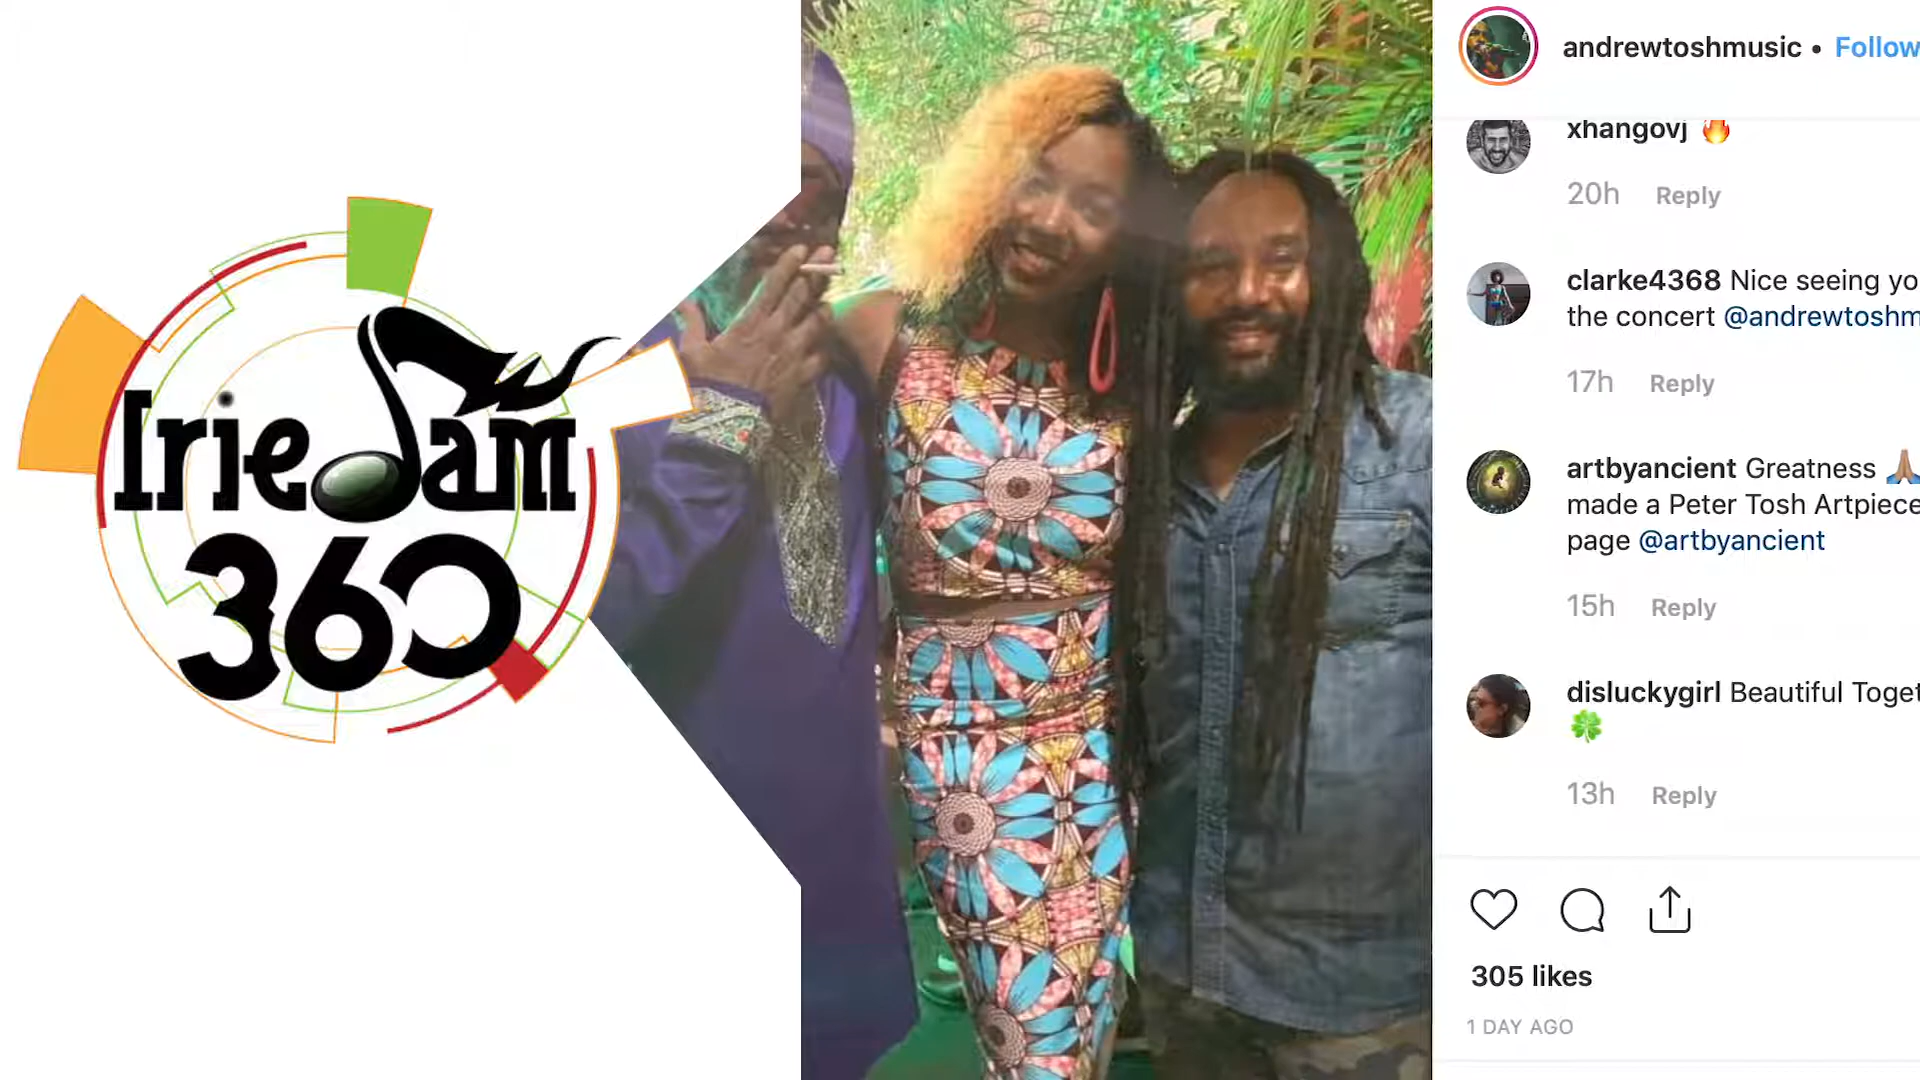 IrieJam
360
andrewtoshmusic • Follow
xhangovj 🔥
20h Reply
clarke4368 Nice seeing yo
the concert @andrewtoshm
17h Reply
artbyancient Greatness 🙏🏽
made a Peter Tosh Artpiece
page @artbyancient
15h Reply
disluckygirl Beautiful Toget
🍀
13h Reply
305 likes
1 DAY AGO